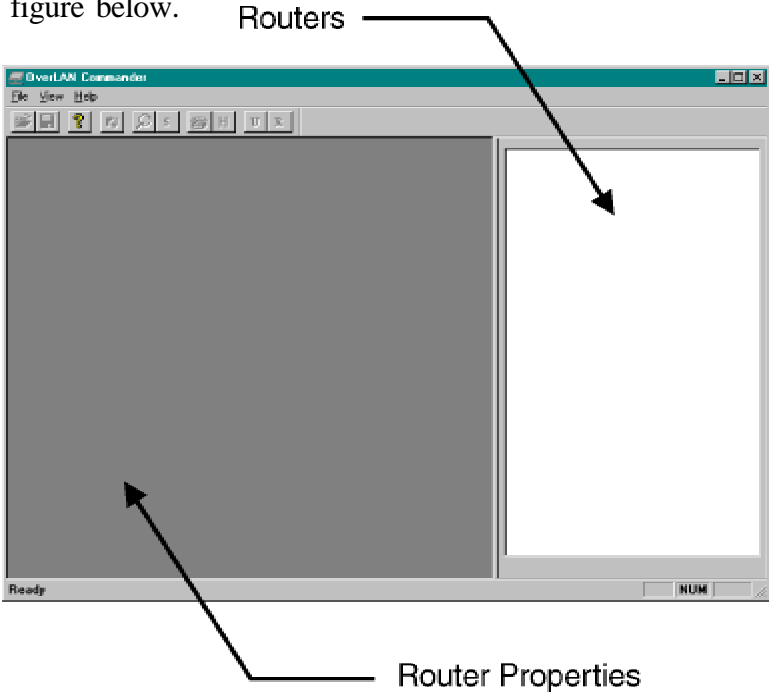 figure below.
Routers
OverLAN Commander
File View Help
S H U R
Ready NUM
Router Properties